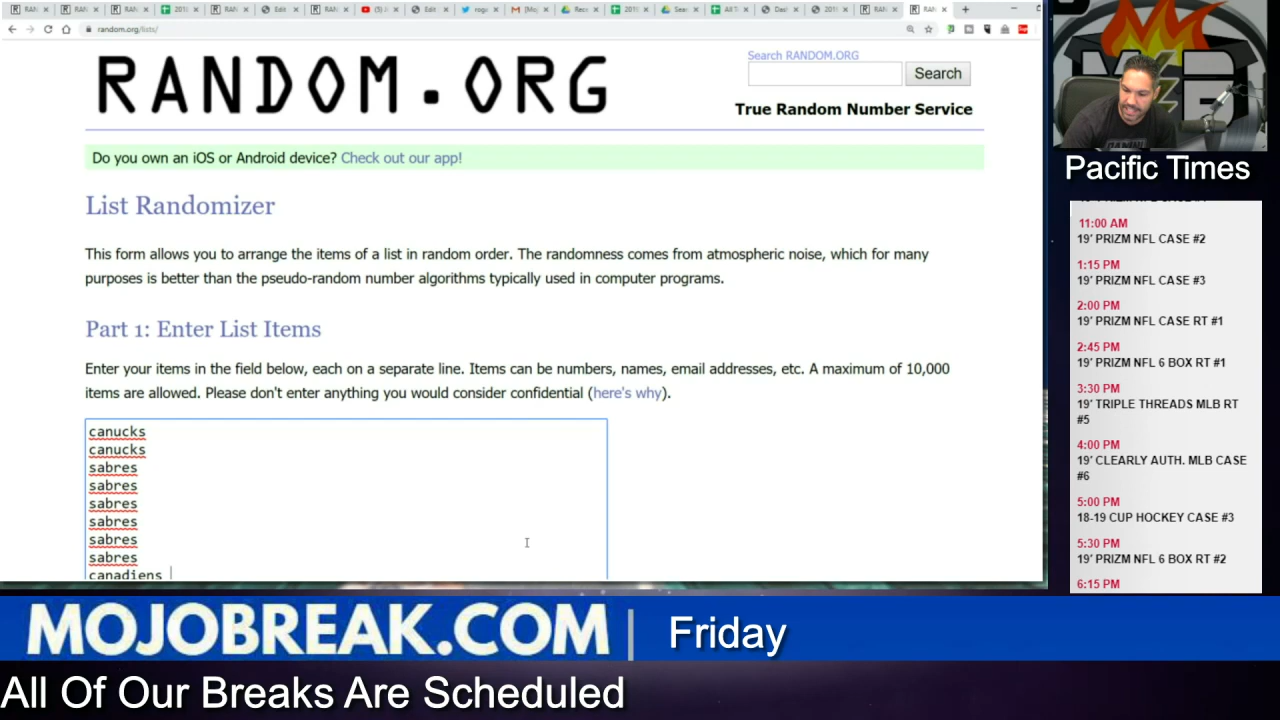 random.org/lists/
RANDOM.ORG
Search RANDOM.ORG
Search
True Random Number Service
Do you own an iOS or Android device? Check out our app!
List Randomizer
This form allows you to arrange the items of a list in random order. The randomness comes from atmospheric noise, which for many
purposes is better than the pseudo-random number algorithms typically used in computer programs.
Part 1: Enter List Items
Enter your items in the field below, each on a separate line. Items can be numbers, names, email addresses, etc. A maximum of 10,000
items are allowed. Please don't enter anything you would consider confidential (here's why).
canucks
canucks
sabres
sabres
sabres
sabres
sabres
sabres
canadiens
Pacific Times
11:00 AM
19' PRIZM NFL CASE #2
1:15 PM
19' PRIZM NFL CASE #3
2:00 PM
19' PRIZM NFL CASE RT #1
2:45 PM
19' PRIZM NFL 6 BOX RT #1
3:30 PM
19' TRIPLE THREADS MLB RT
#5
4:00 PM
19' CLEARLY AUTH. MLB CASE
#6
5:00 PM
18-19 CUP HOCKEY CASE #3
5:30 PM
19' PRIZM NFL 6 BOX RT #2
6:15 PM
MOJOBREAK.COM
Friday
All Of Our Breaks Are Scheduled